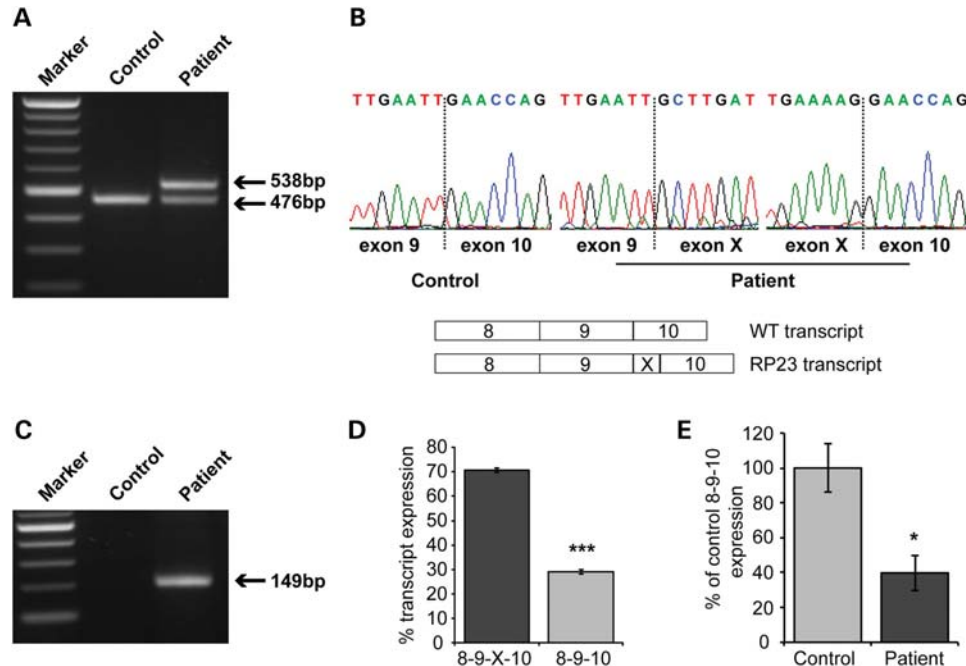 A
Marker
Control
Patient
538bp
476bp
B
TTGAATTGAACCAG TTGAATTGCTTGAT TGAAAAGGAACCAG
exon 9 exon 10 exon 9 exon X exon X exon 10
Control Patient
8 9 10 WT transcript
8 9 X 10 RP23 transcript
C
Marker
Control
Patient
149bp
D
% transcript expression
80
70
60
50
40
30
20
10
0
***
8-9-X-10 8-9-10
E
% of control 8-9-10
expression
120
100
80
60
40
20
0
*
Control Patient